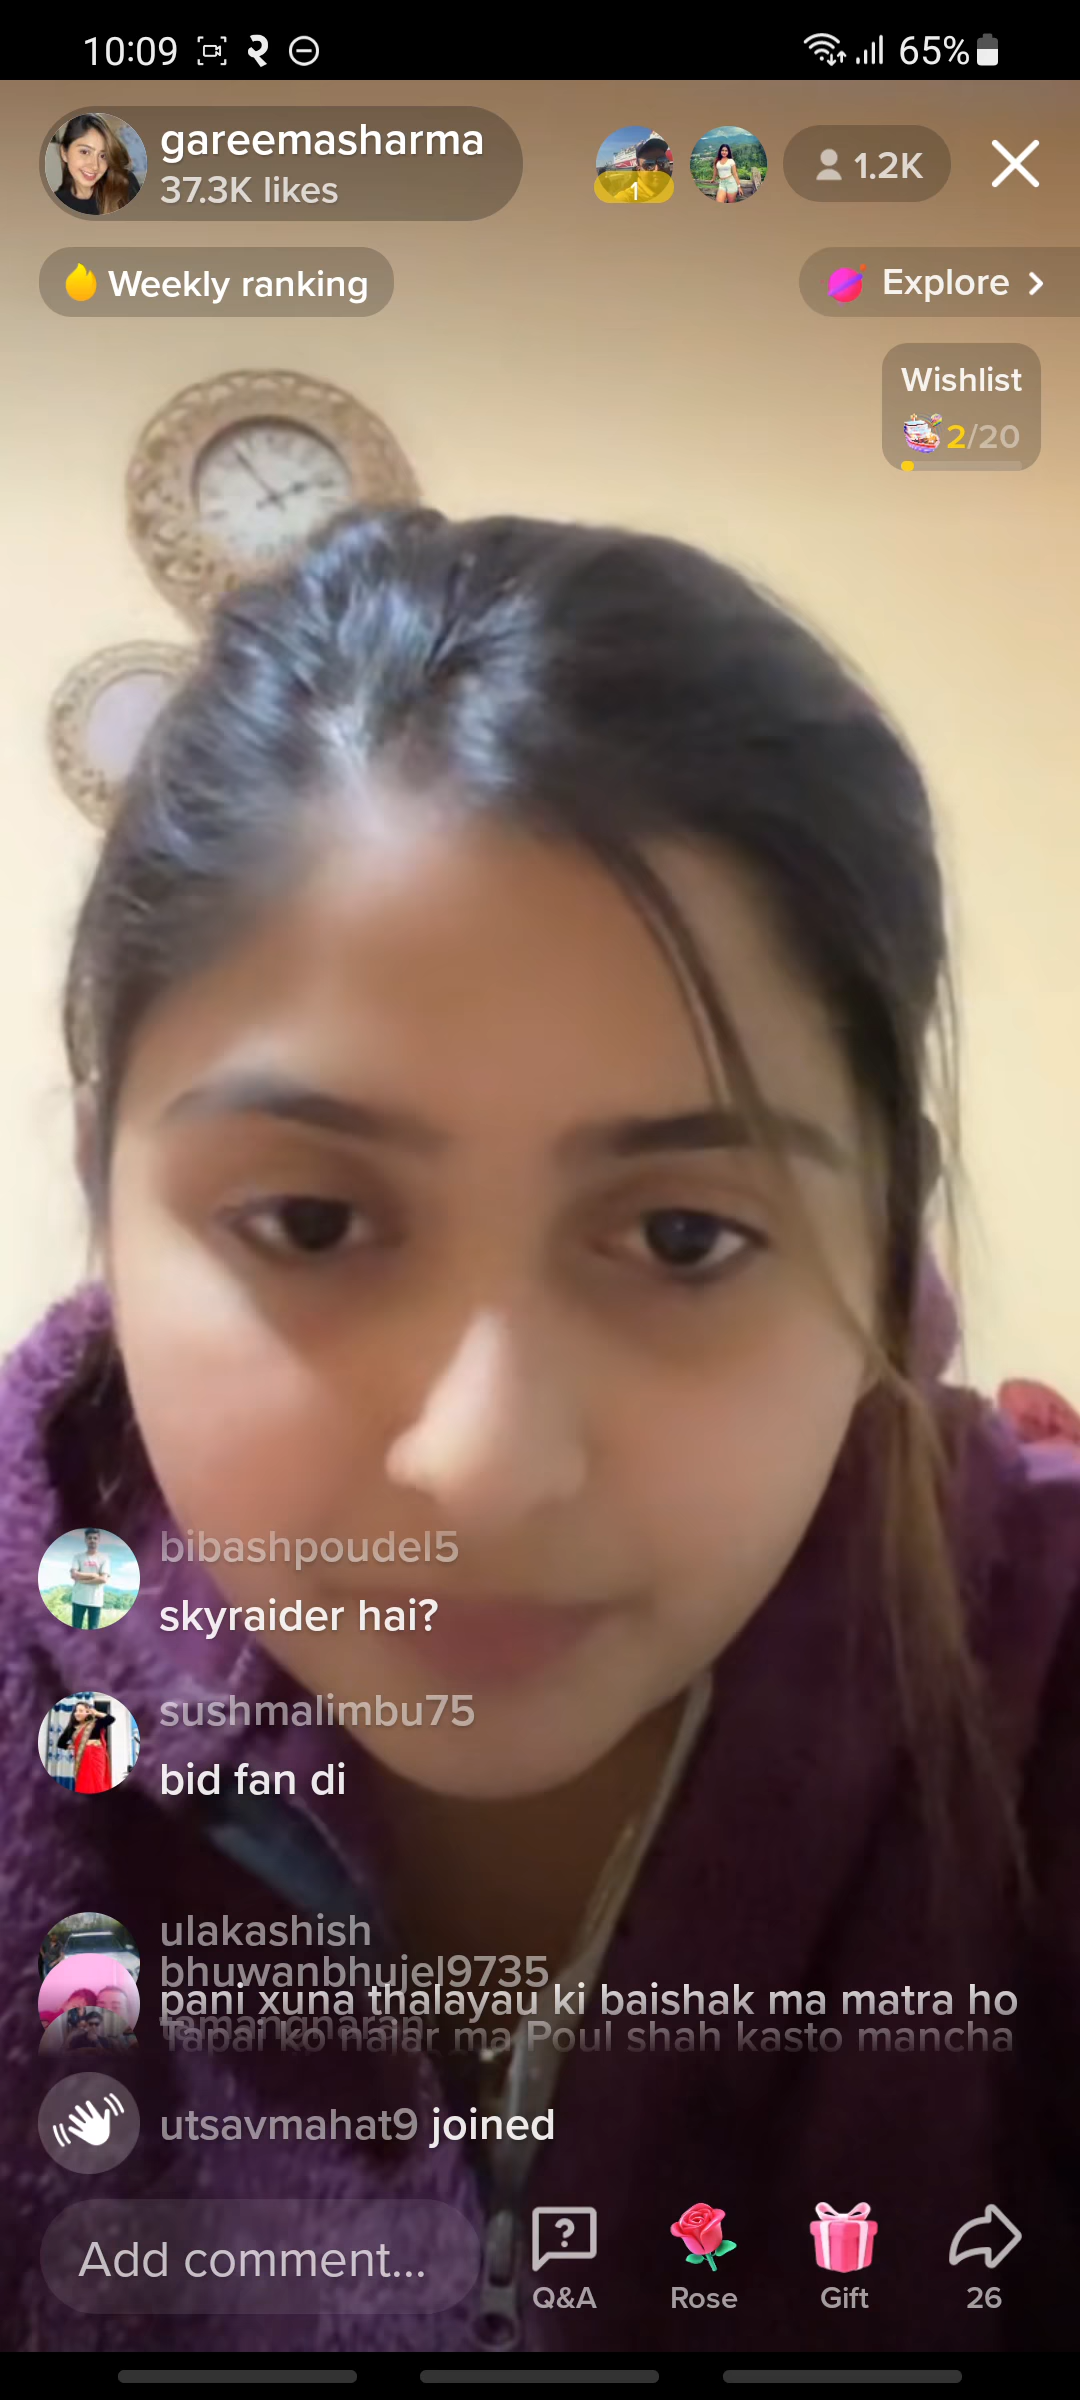 10:09
65%
gareemasharma
37.3K likes
1
1.2K
Weekly ranking
Explore
Wishlist
2/20
bibashpoudel5
skyraider hai?
sushmalimbu75
bid fan di
ulakashish
bhuwanbhujel9735
pani xuna thalayau ki baishak ma matra ho
tamangnaran
Tapai ko najar ma Poul shah kasto mancha
utsavmahat9 joined
Add comment...
Q&A
Rose
Gift
26